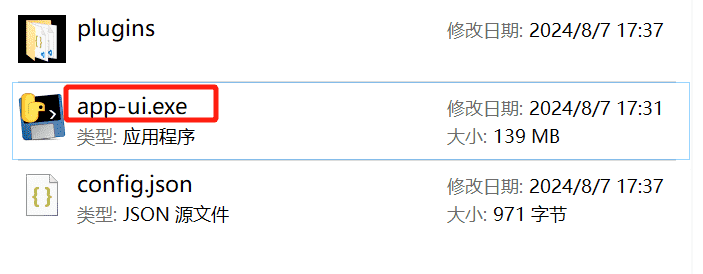 plugins 修改日期: 2024/8/7 17:37
app-ui.exe 修改日期: 2024/8/7 17:31
类型: 应用程序 大小: 139 MB
config.json 修改日期: 2024/8/7 17:37
类型: JSON 源文件 大小: 971 字节